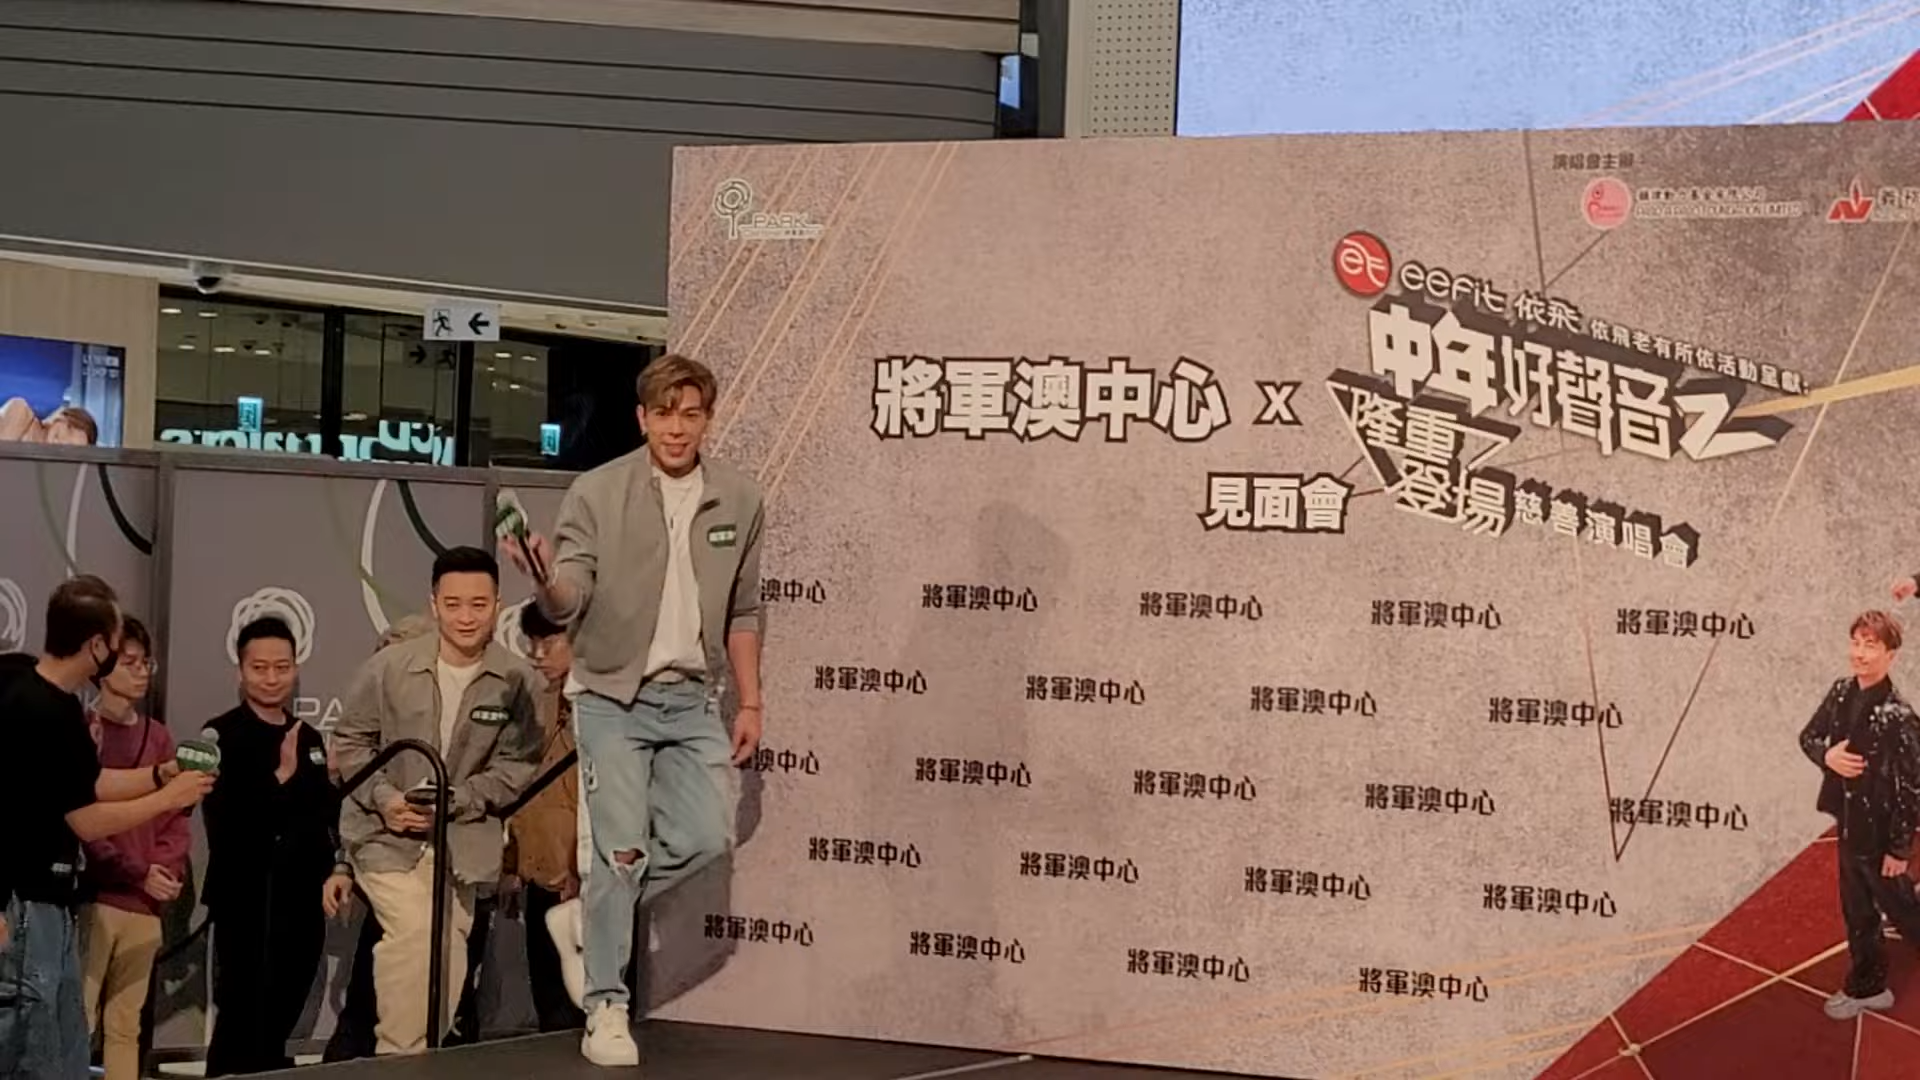 演唱會主辦：
PARK
eefit 依飛 依飛老有所依活動呈獻：
將軍澳中心 x 中年好聲音2
隆重登場 慈善演唱會
見面會
澳中心 將軍澳中心 將軍澳中心 將軍澳中心 將軍澳中心
將軍澳中心 將軍澳中心 將軍澳中心 將軍澳中心
軍澳中心 將軍澳中心 將軍澳中心 將軍澳中心 將軍澳中心
將軍澳中心 將軍澳中心 將軍澳中心 將軍澳中心
將軍澳中心 將軍澳中心 將軍澳中心 將軍澳中心
PA